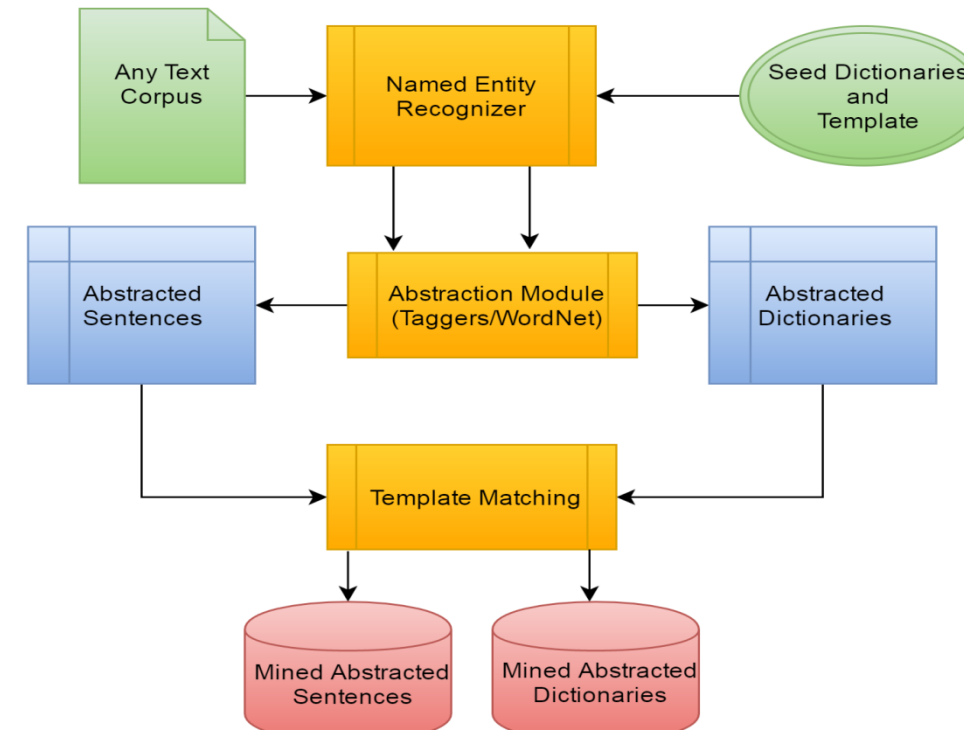 Any Text
Corpus
Named Entity
Recognizer
Seed Dictionaries
and
Template
Abstracted
Sentences
Abstraction Module
(Taggers/WordNet)
Abstracted
Dictionaries
Template Matching
Mined Abstracted
Sentences
Mined Abstracted
Dictionaries